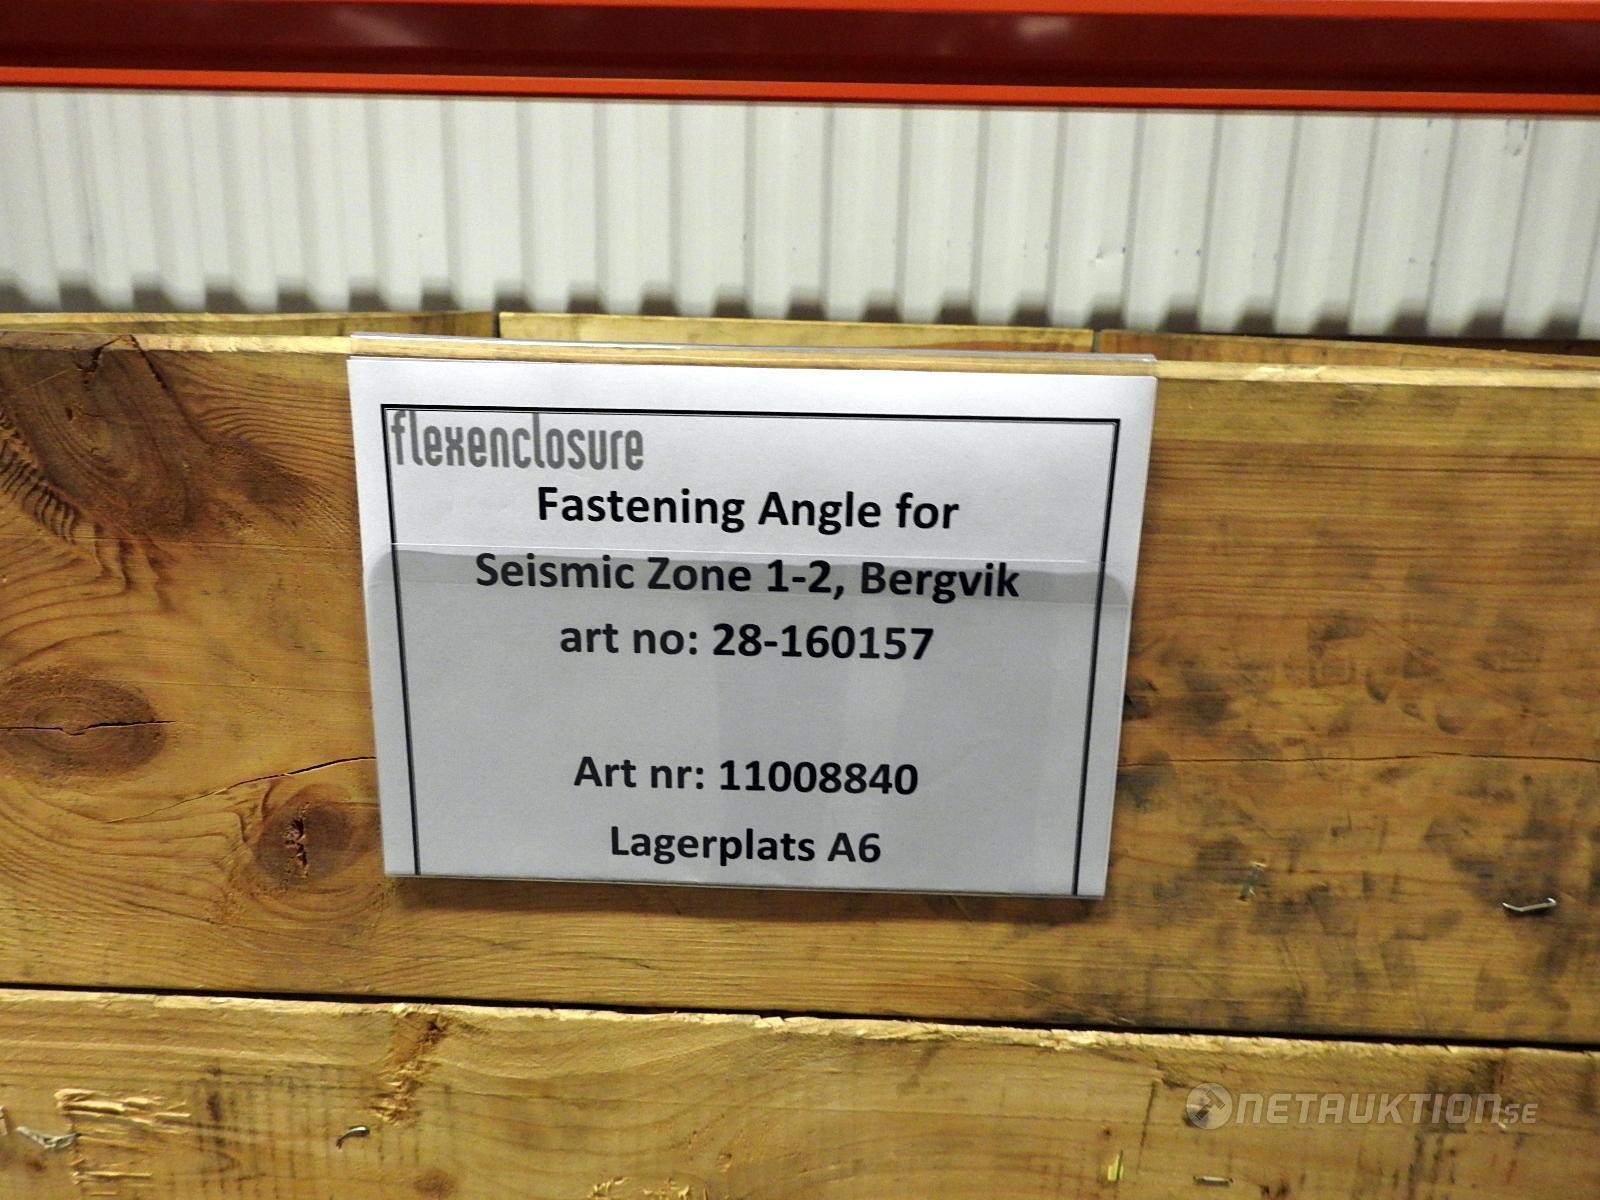 flexenclosure
Fastening Angle for
Seismic Zone 1-2, Bergvik
art no: 28-160157
Art nr: 11008840
Lagerplats A6
NETAUKTION.SE